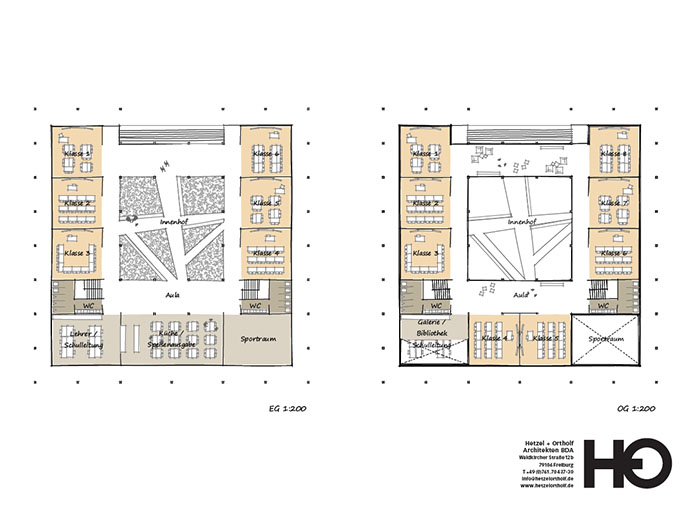 Klasse 1
Klasse 6
Klasse 2
Klasse 5
Innenhof
Klasse 3
Klasse 4
WC
Aula
WC
Lehrer /
Schulleitung
Küche
Speisenausgabe
Sportraum
EG 1:200
Klasse 1
Klasse 8
Klasse 2
Klasse 7
Innenhof
Klasse 3
Klasse 6
WC
Aula
WC
Galerie /
Bibliothek
Schulleitung
Klasse 4
Klasse 5
Sportraum
OG 1:200
Hetzel + Ortholf
Architekten BDA
Waldkircher Straße 12b
79106 Freiburg
T +49 (0)761. 704 37-30
info@hetzelortholf.de
www.hetzelortholf.de
HO